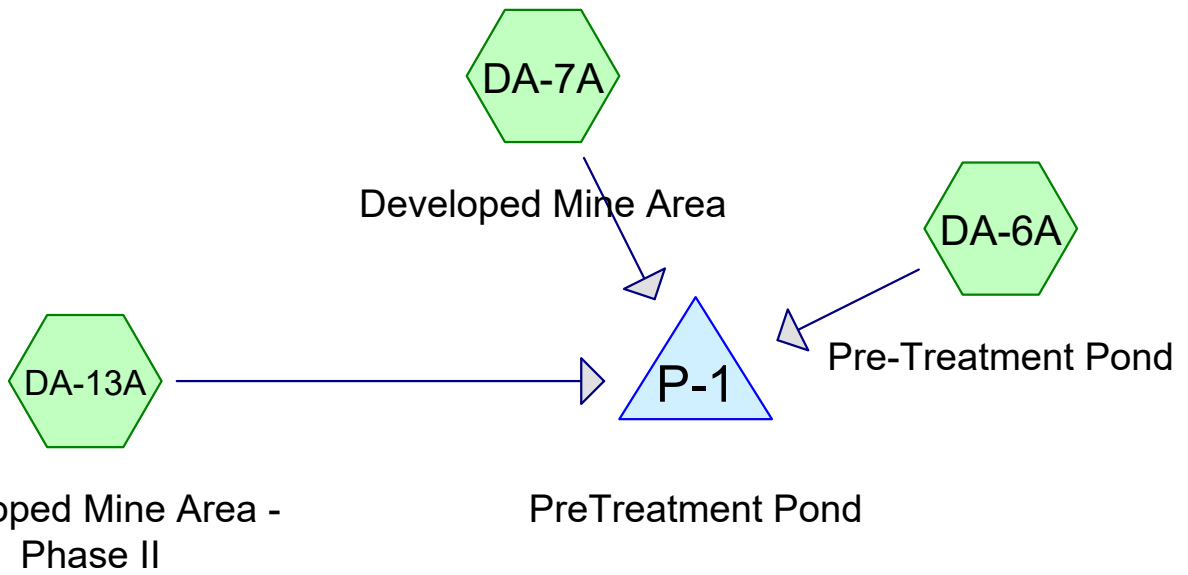 DA-7A
Developed Mine Area
DA-6A
Pre-Treatment Pond
DA-13A
P-1
oped Mine Area -
Phase II
PreTreatment Pond